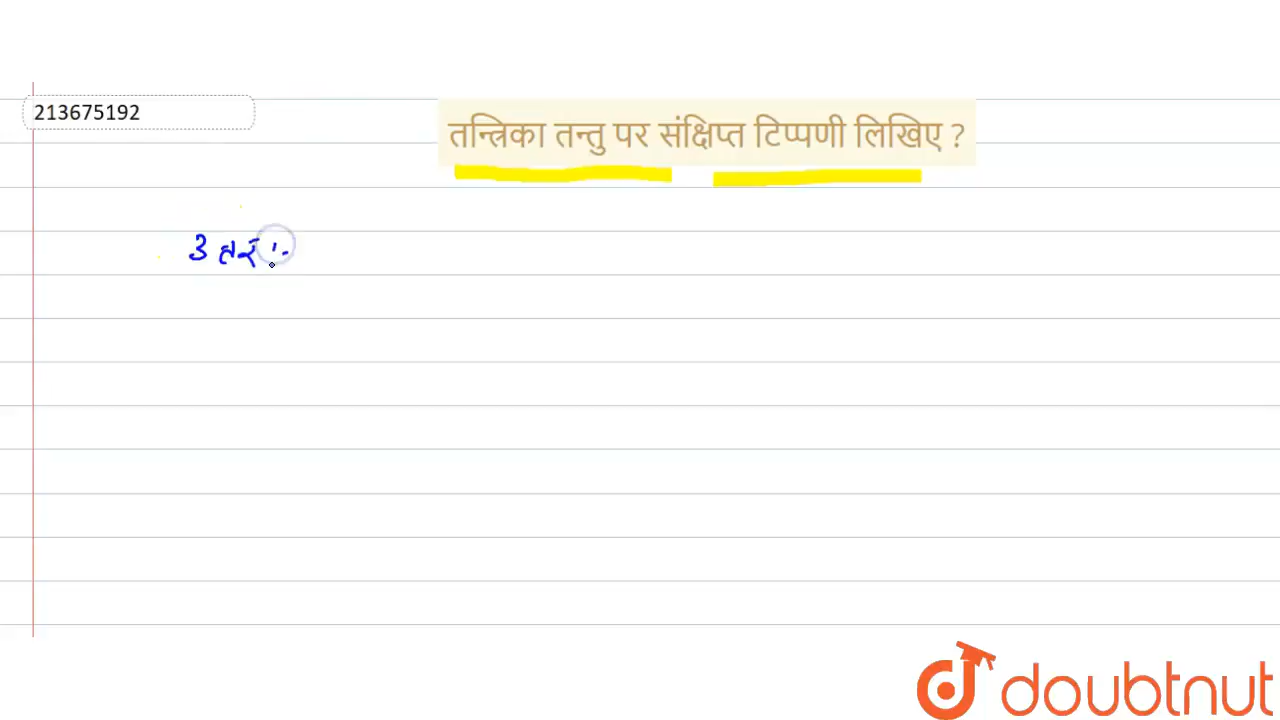 213675192
तन्त्रिका तन्तु पर संक्षिप्त टिप्पणी लिखिए ?
3 तर
doubtnut